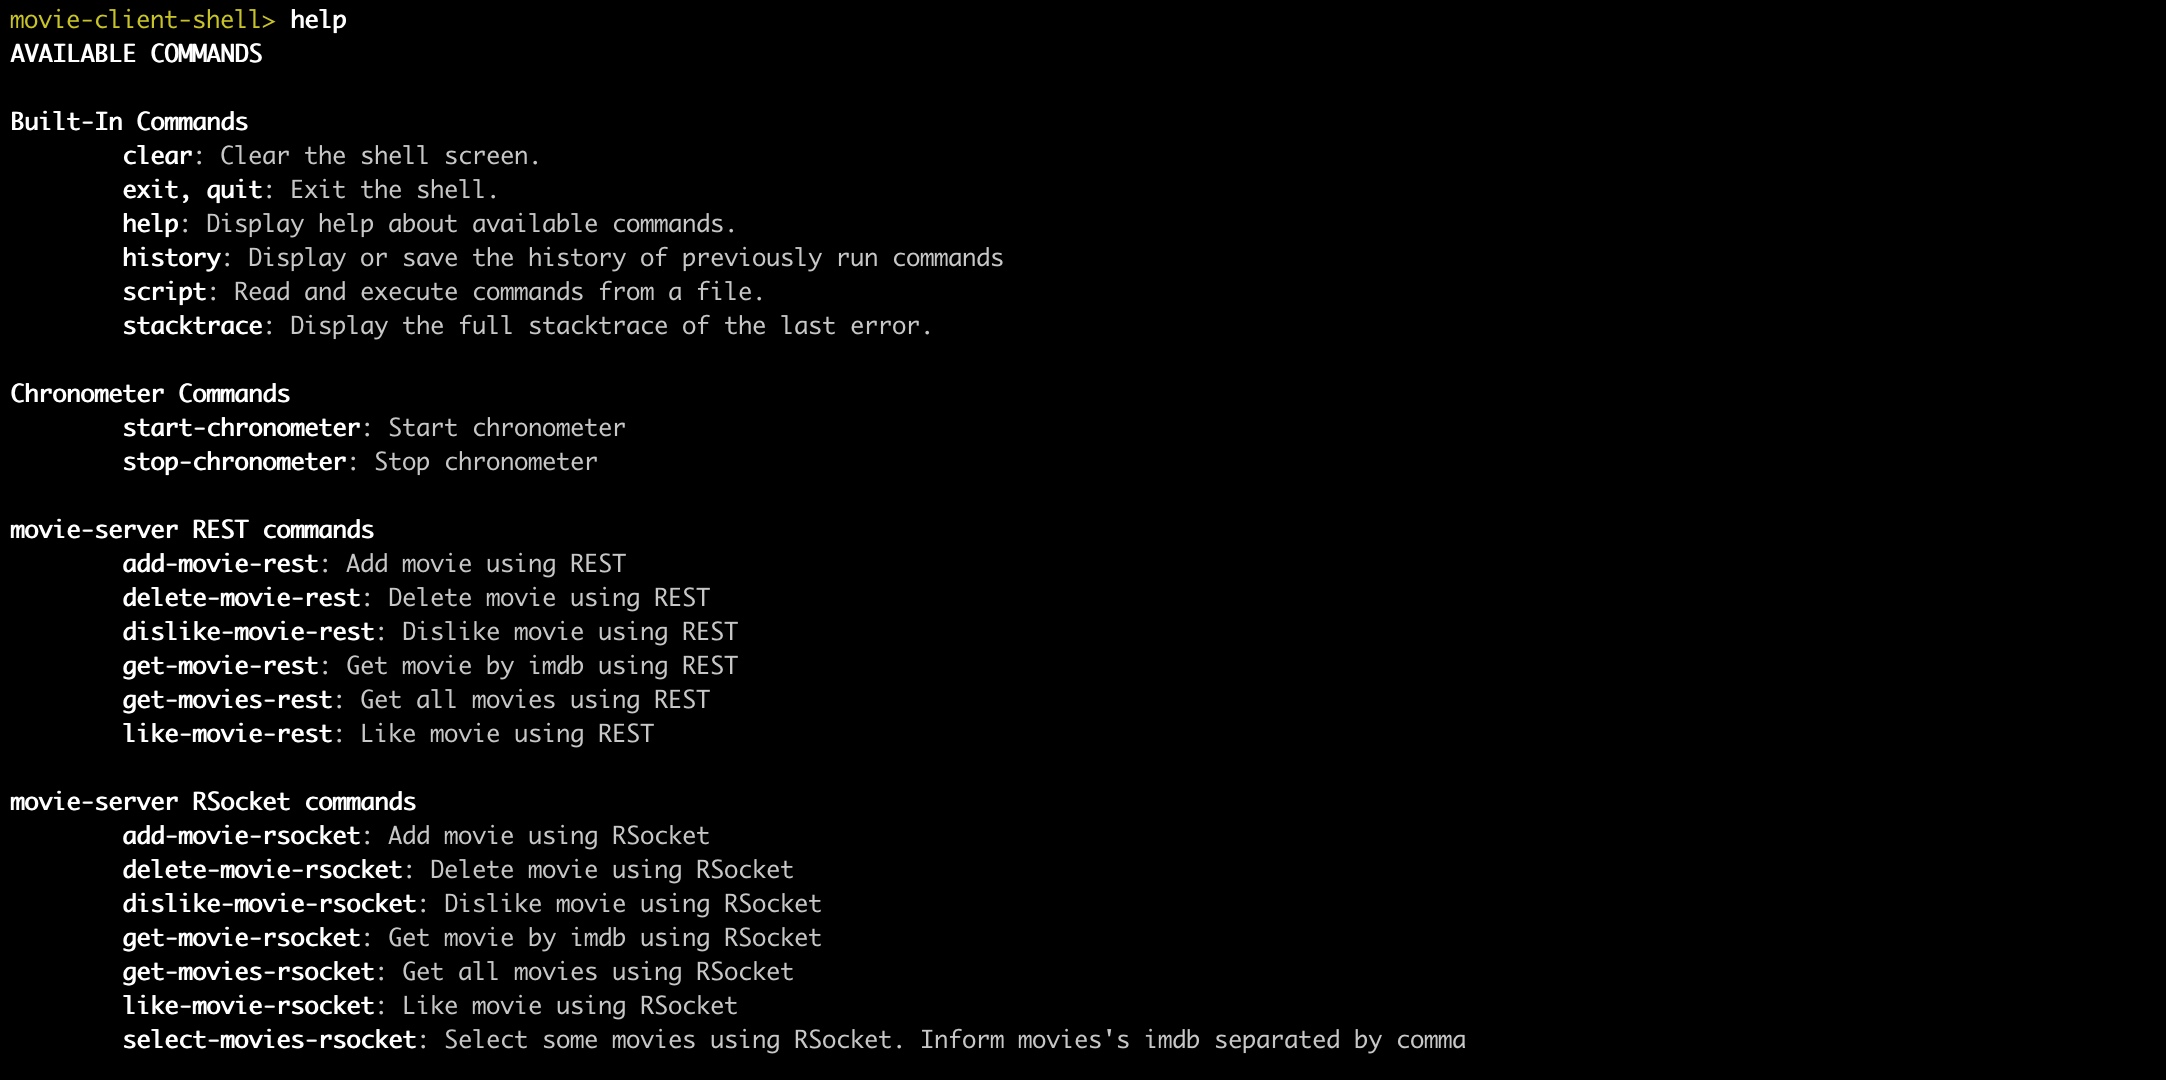 movie-client-shell> help
AVAILABLE COMMANDS
Built-In Commands
clear: Clear the shell screen.
exit, quit: Exit the shell.
help: Display help about available commands.
history: Display or save the history of previously run commands
script: Read and execute commands from a file.
stacktrace: Display the full stacktrace of the last error.
Chronometer Commands
start-chronometer: Start chronometer
stop-chronometer: Stop chronometer
movie-server REST commands
add-movie-rest: Add movie using REST
delete-movie-rest: Delete movie using REST
dislike-movie-rest: Dislike movie using REST
get-movie-rest: Get movie by imdb using REST
get-movies-rest: Get all movies using REST
like-movie-rest: Like movie using REST
movie-server RSocket commands
add-movie-rsocket: Add movie using RSocket
delete-movie-rsocket: Delete movie using RSocket
dislike-movie-rsocket: Dislike movie using RSocket
get-movie-rsocket: Get movie by imdb using RSocket
get-movies-rsocket: Get all movies using RSocket
like-movie-rsocket: Like movie using RSocket
select-movies-rsocket: Select some movies using RSocket. Inform movies's imdb separated by comma